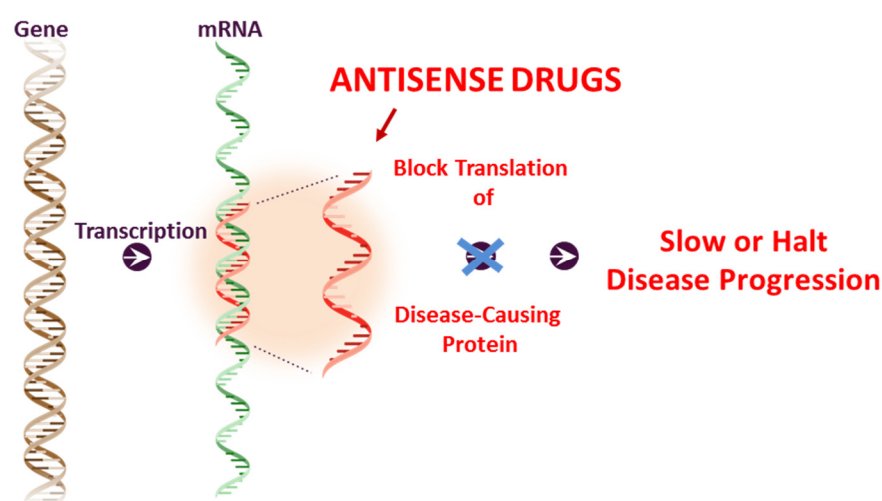 Gene
mRNA
ANTISENSE DRUGS
Block Translation
of
Transcription
Slow or Halt
Disease Progression
Disease-Causing
Protein